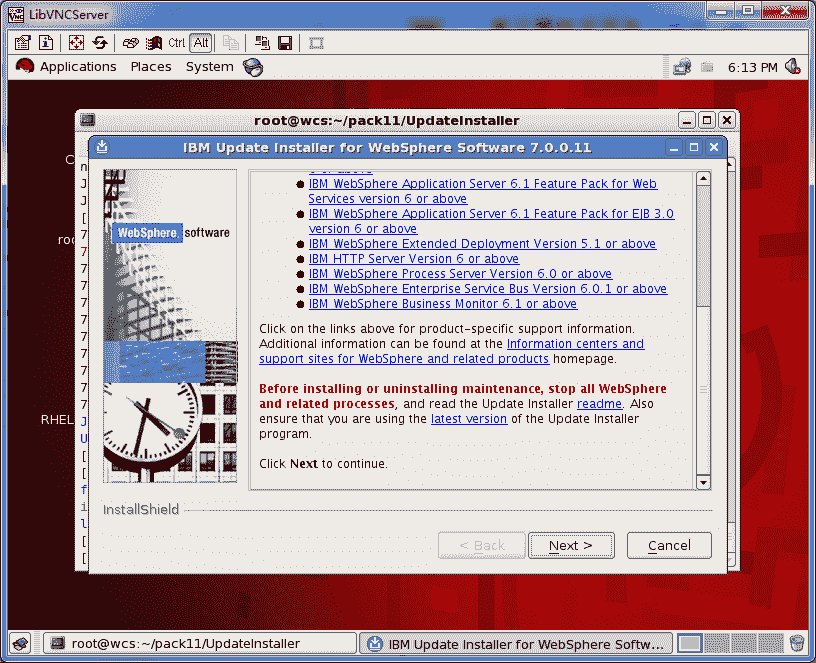 LibVNCServer
Ctrl Alt
Applications Places System
6:13 PM
root@wcs:~/pack11/UpdateInstaller
IBM Update Installer for WebSphere Software 7.0.0.11
WebSphere. software
6 or above
IBM WebSphere Application Server 6.1 Feature Pack for Web
Services version 6 or above
IBM WebSphere Application Server 6.1 Feature Pack for EJB 3.0
version 6 or above
IBM WebSphere Extended Deployment Version 5.1 or above
IBM HTTP Server Version 6 or above
IBM WebSphere Process Server Version 6.0 or above
IBM WebSphere Enterprise Service Bus Version 6.0.1 or above
IBM WebSphere Business Monitor 6.1 or above
Click on the links above for product-specific support information.
Additional information can be found at the Information centers and
support sites for WebSphere and related products homepage.
Before installing or uninstalling maintenance, stop all WebSphere
and related processes, and read the Update Installer readme. Also
ensure that you are using the latest version of the Update Installer
program.
Click Next to continue.
RHEL
InstallShield
< Back
Next >
Cancel
root@wcs:~/pack11/UpdateInstaller
IBM Update Installer for WebSphere Softw...